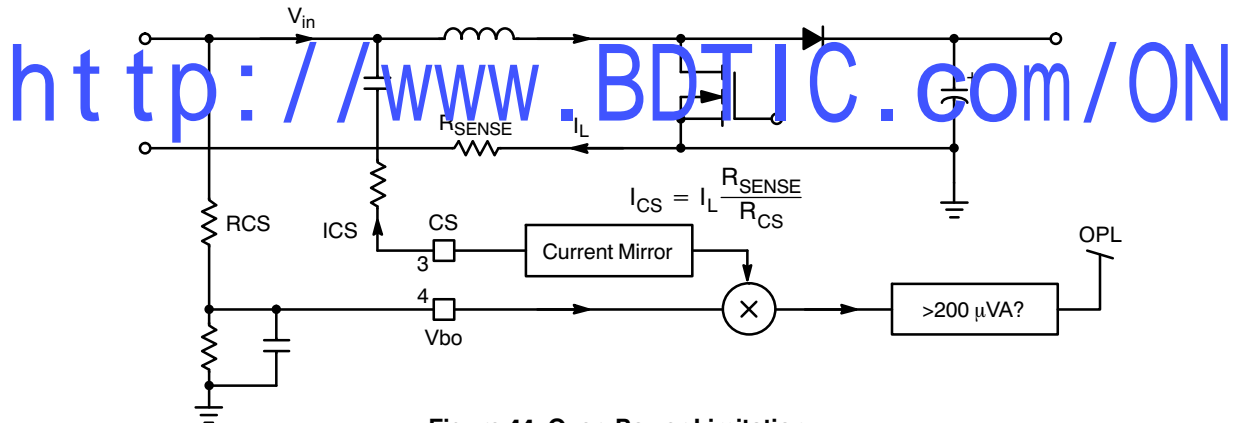 Vin
http://www.BDTIC.com/ON
+
RSENSE
IL
ICS = IL RSENSE
RCS
RCS
ICS
CS
3
Current Mirror
OPL
4
Vbo
×
>200 μVA?